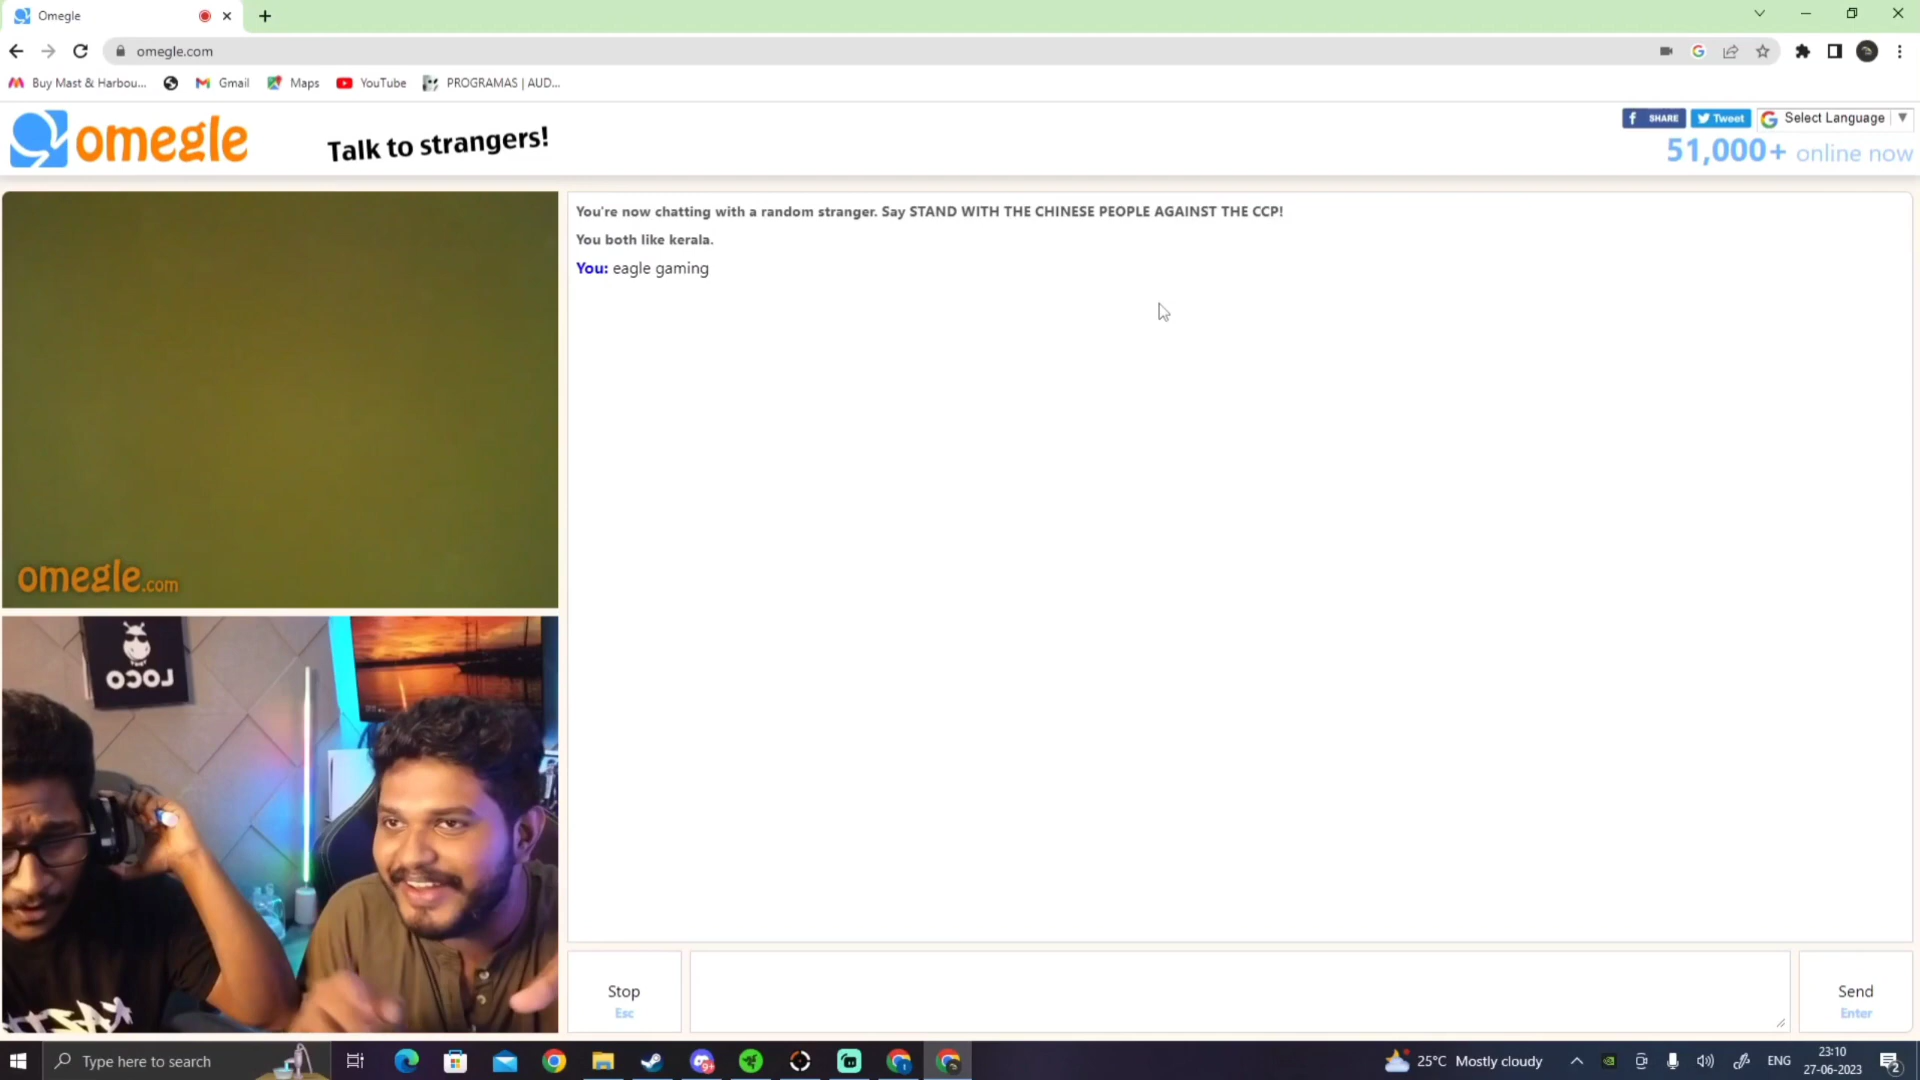 Omegle
omegle.com
Buy Mast & Harbou...
Gmail
Maps
YouTube
PROGRAMAS | AUD...
omegle
Talk to strangers!
SHARE
Tweet
Select Language
51,000+ online now
You're now chatting with a random stranger. Say STAND WITH THE CHINESE PEOPLE AGAINST THE CCP!
You both like kerala.
You: eagle gaming
omegle.com
LOCO
Stop
Esc
Send
Enter
Type here to search
9+
25°C Mostly cloudy
ENG
23:10
27-06-2023
2